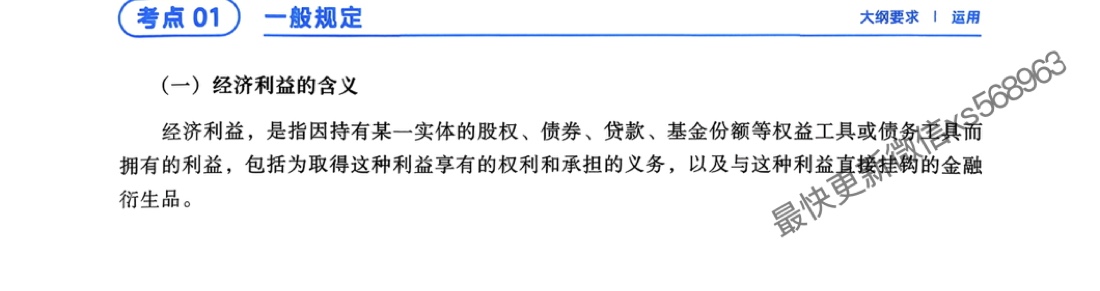 考点 01 一般规定 大纲要求 | 运用
（一）经济利益的含义
经济利益，是指因持有某一实体的股权、债券、贷款、基金份额等权益工具或债务工具而
拥有的利益，包括为取得这种利益享有的权利和承担的义务，以及与这种利益直接挂钩的金融
衍生品。
最快更新微信xs568963